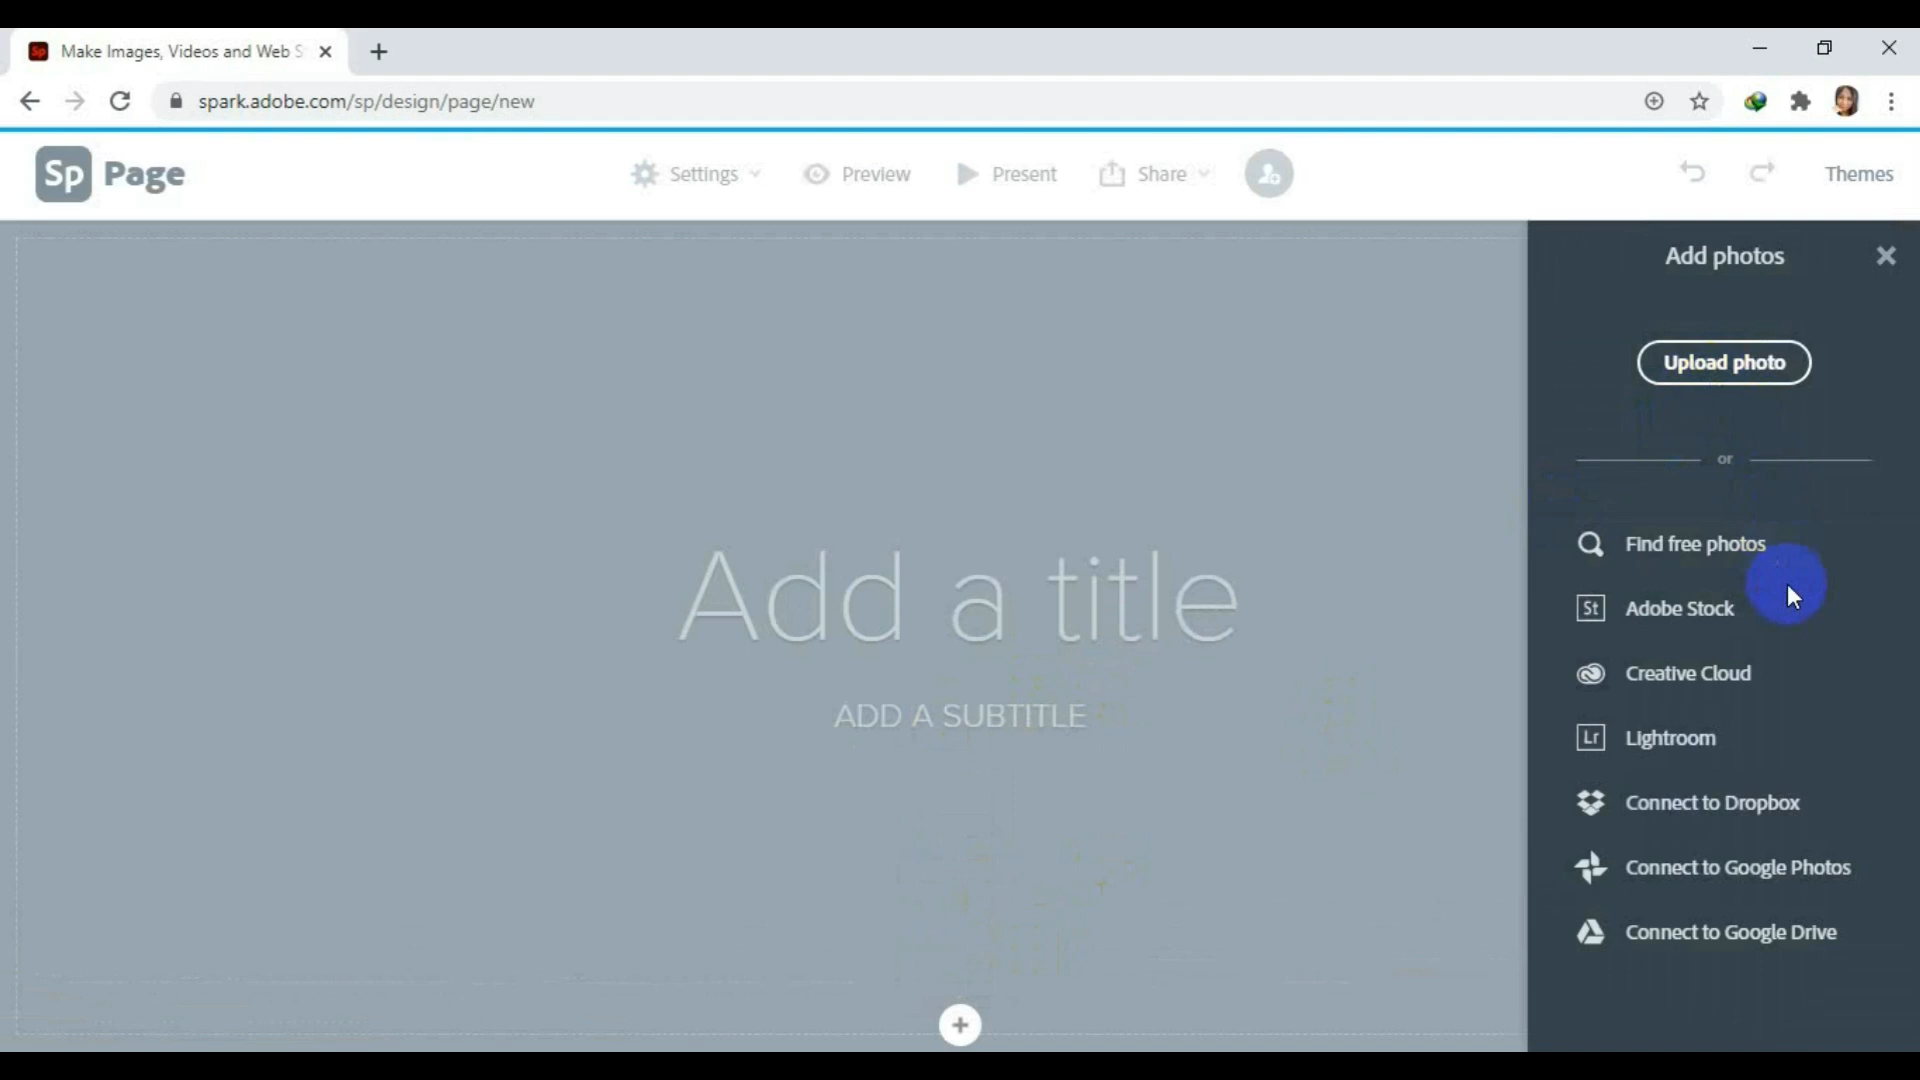 Make Images, Videos and Web S
spark.adobe.com/sp/design/page/new
Sp Page
Settings
Preview
Present
Share
Themes
Add photos
Upload photo
or
Find free photos
St Adobe Stock
Creative Cloud
Lr Lightroom
Connect to Dropbox
Connect to Google Photos
Connect to Google Drive
Add a title
ADD A SUBTITLE